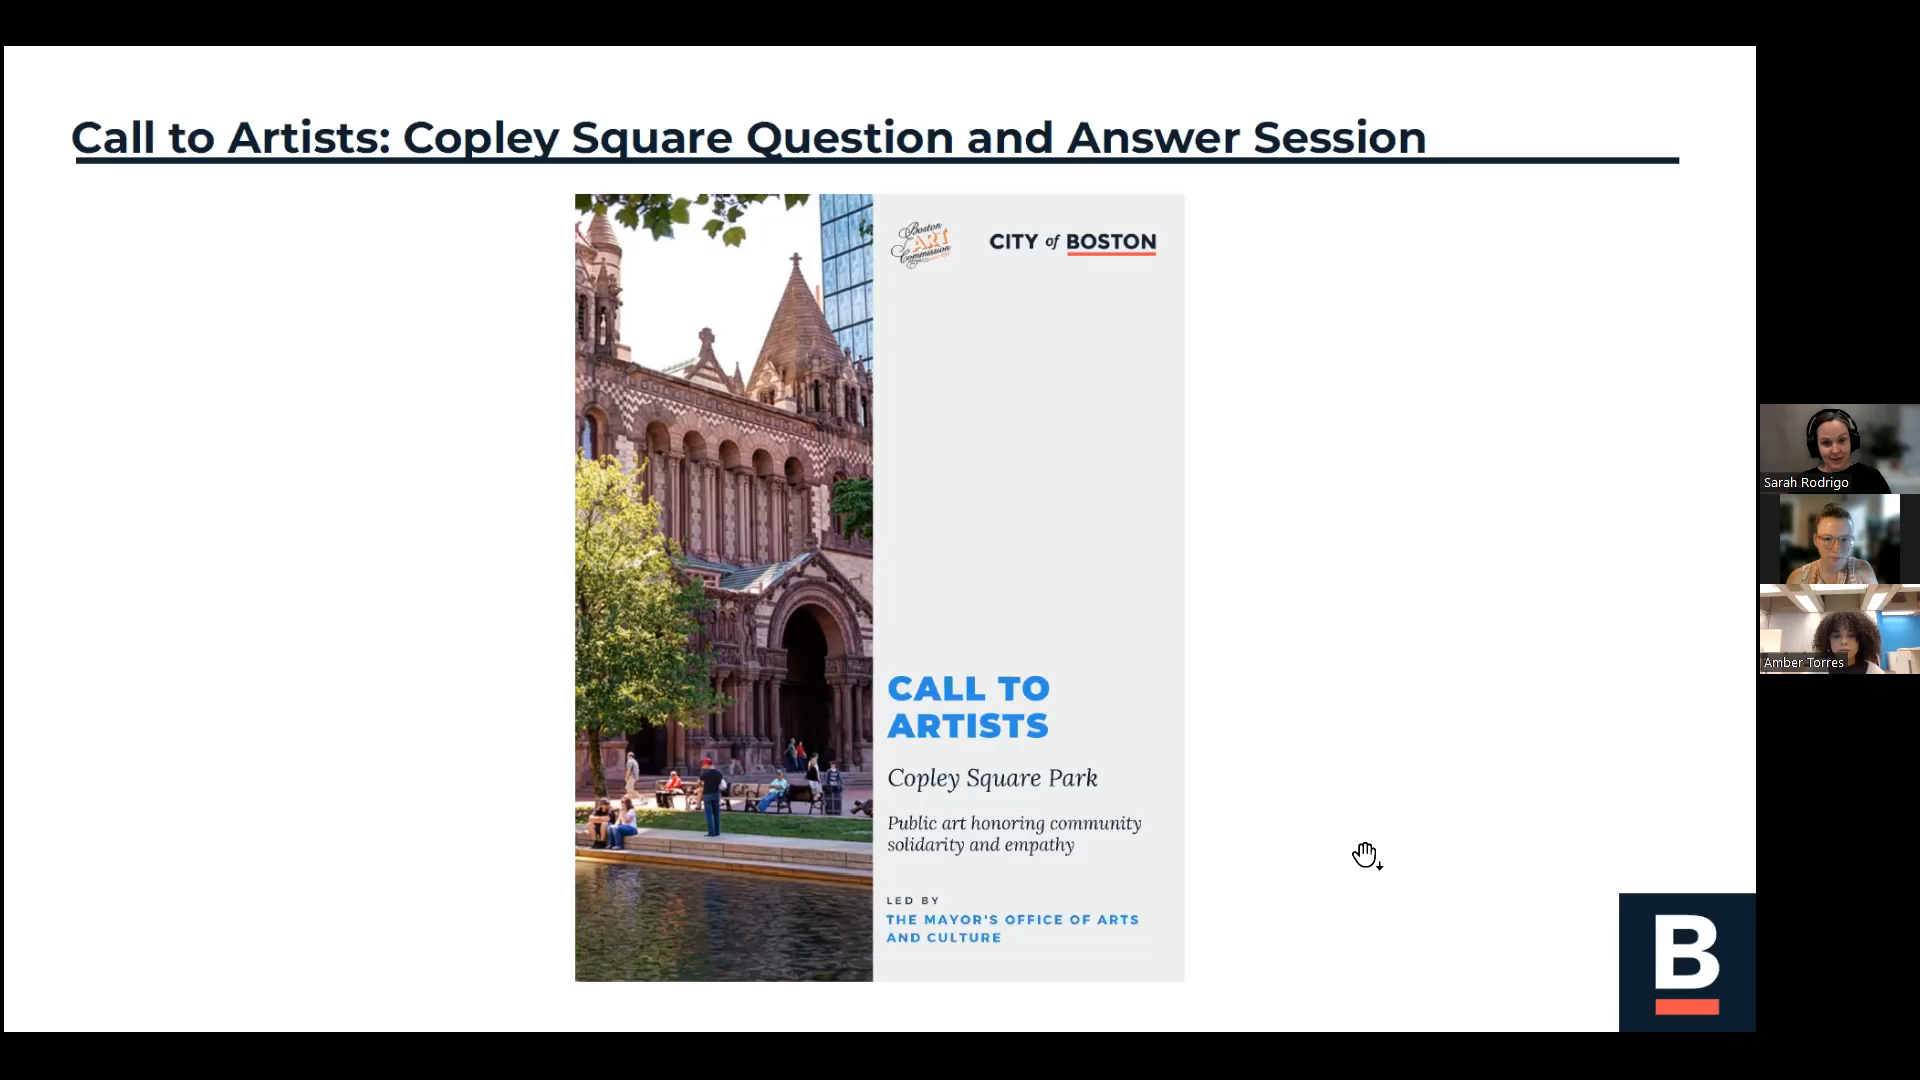 Call to Artists: Copley Square Question and Answer Session
Boston
ART
Commission
CITY of BOSTON
CALL TO
ARTISTS
Copley Square Park
Public art honoring community
solidarity and empathy
LED BY
THE MAYOR'S OFFICE OF ARTS
AND CULTURE
B
Sarah Rodrigo
Amber Torres